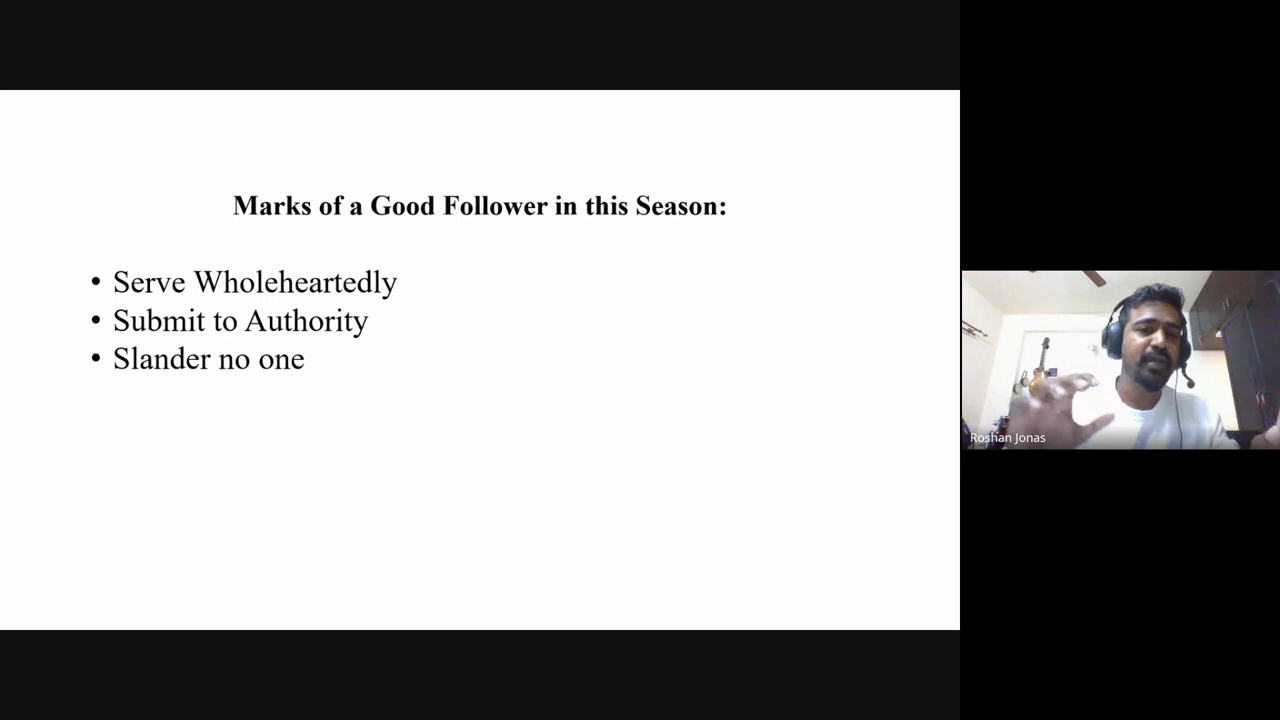 Marks of a Good Follower in this Season:
• Serve Wholeheartedly
• Submit to Authority
• Slander no one
Roshan Jonas